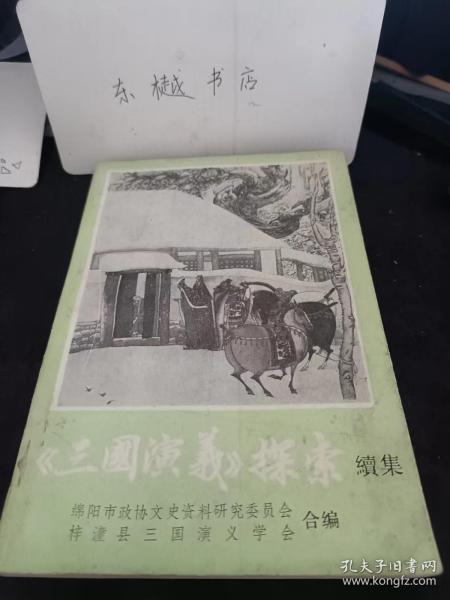 东樾书店
《三國演義》探索 續集
绵阳市政协文史资料研究委员会
梓潼县三国演义学会
合编
孔夫子旧书网
www.kongfz.com